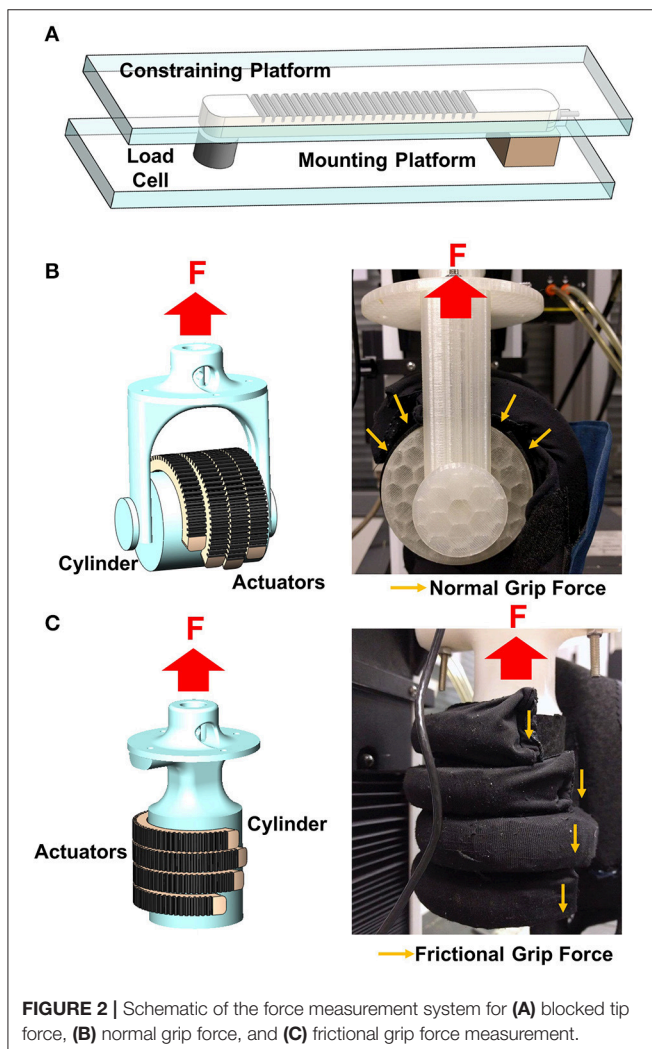 A
Constraining Platform
Load
Cell
Mounting Platform
B
F
F
Cylinder
Actuators
Normal Grip Force
C
F
F
Cylinder
Actuators
Frictional Grip Force
FIGURE 2 | Schematic of the force measurement system for (A) blocked tip
force, (B) normal grip force, and (C) frictional grip force measurement.